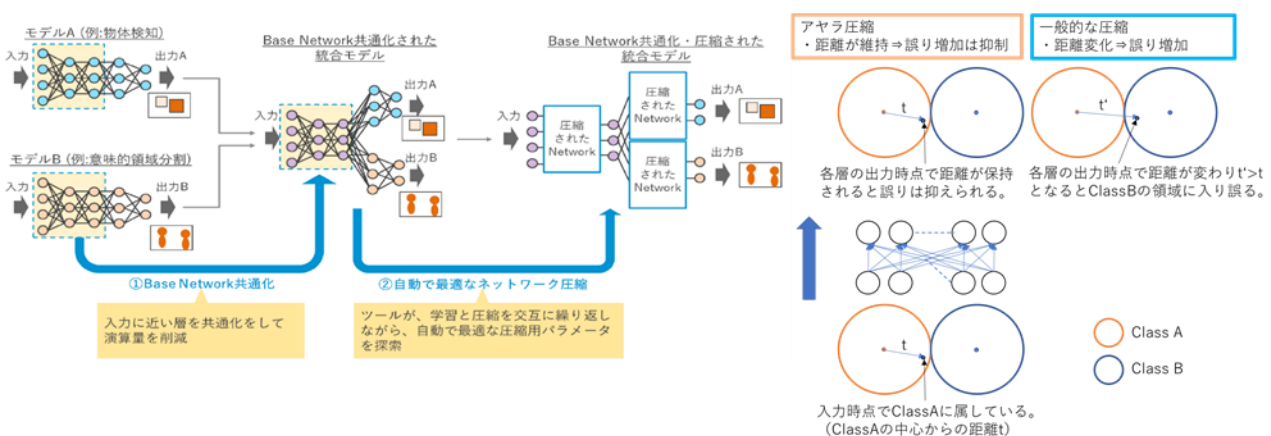 モデルA (例:物体検知)
入力
出力A
モデルB (例:意味的領域分割)
入力
出力B
Base Network共通化された
統合モデル
入力
出力A
出力B
Base Network共通化・圧縮された
統合モデル
入力
圧縮
された
Network
圧縮
された
Network
圧縮
された
Network
出力A
出力B
①Base Network共通化
入力に近い層を共通化をして
演算量を削減
②自動で最適なネットワーク圧縮
ツールが、学習と圧縮を交互に繰り返し
ながら、自動で最適な圧縮用パラメータ
を探索
アヤラ圧縮
・距離が維持⇒誤り増加は抑制
一般的な圧縮
・距離変化⇒誤り増加
t
t'
各層の出力時点で距離が保持
されると誤りは抑えられる。
各層の出力時点で距離が変わりt'>t
となるとClassBの領域に入り誤る。
t
入力時点でClassAに属している。
（ClassAの中心からの距離t）
Class A
Class B